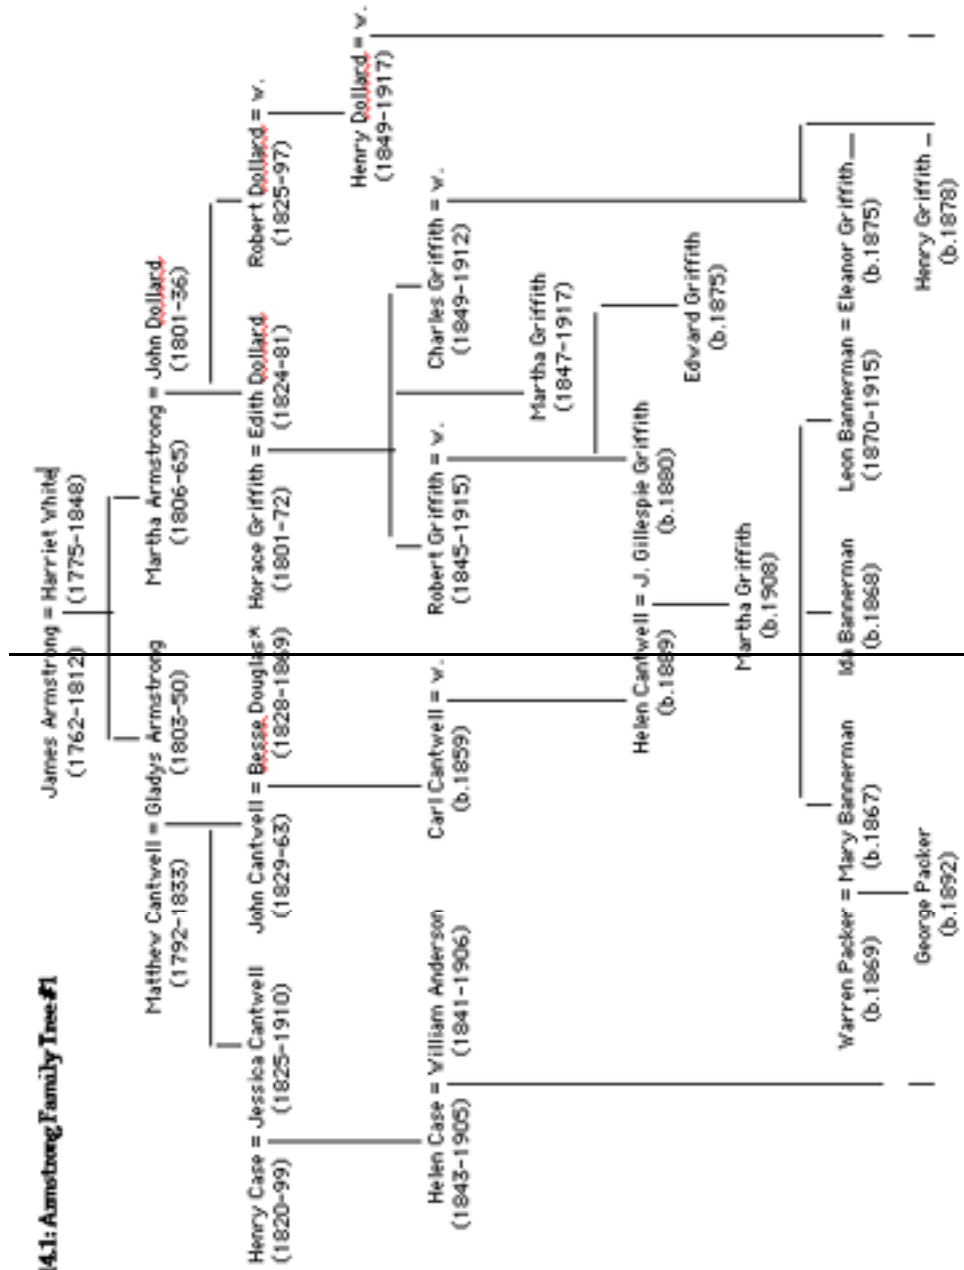 14.1: Armstrong Family Tree #1
James Armstrong = Harriet White
(1762-1812) (1775-1848)
Matthew Cantwell = Gladys Armstrong Martha Armstrong = John Dollard
(1792-1833) (1803-50) (1806-65) (1801-36)
Henry Case = Jessica Cantwell John Cantwell = Besse Douglas* Horace Griffith = Edith Dollard Robert Dollard = w.
(1820-99) (1825-1910) (1829-63) (1828-1869) (1801-72) (1824-81) (1825-97)
Henry Dollard = w.
(1849-1917)
Helen Case = William Anderson Carl Cantwell = w. Robert Griffith = w. Charles Griffith = w.
(1843-1905) (1841-1906) (b.1859) (1845-1915) (1849-1912)
Martha Griffith
(1847-1917)
Helen Cantwell = J. Gillespie Griffith
(b.1889) (b.1880)
Edward Griffith
(b.1875)
Martha Griffith
(b.1908)
Warren Packer = Mary Bannerman Ida Bannerman Leon Bannerman = Eleanor Griffith
(b.1869) (b.1867) (b.1868) (1870-1915) (b.1875)
George Packer Henry Griffith
(b.1892) (b.1878)